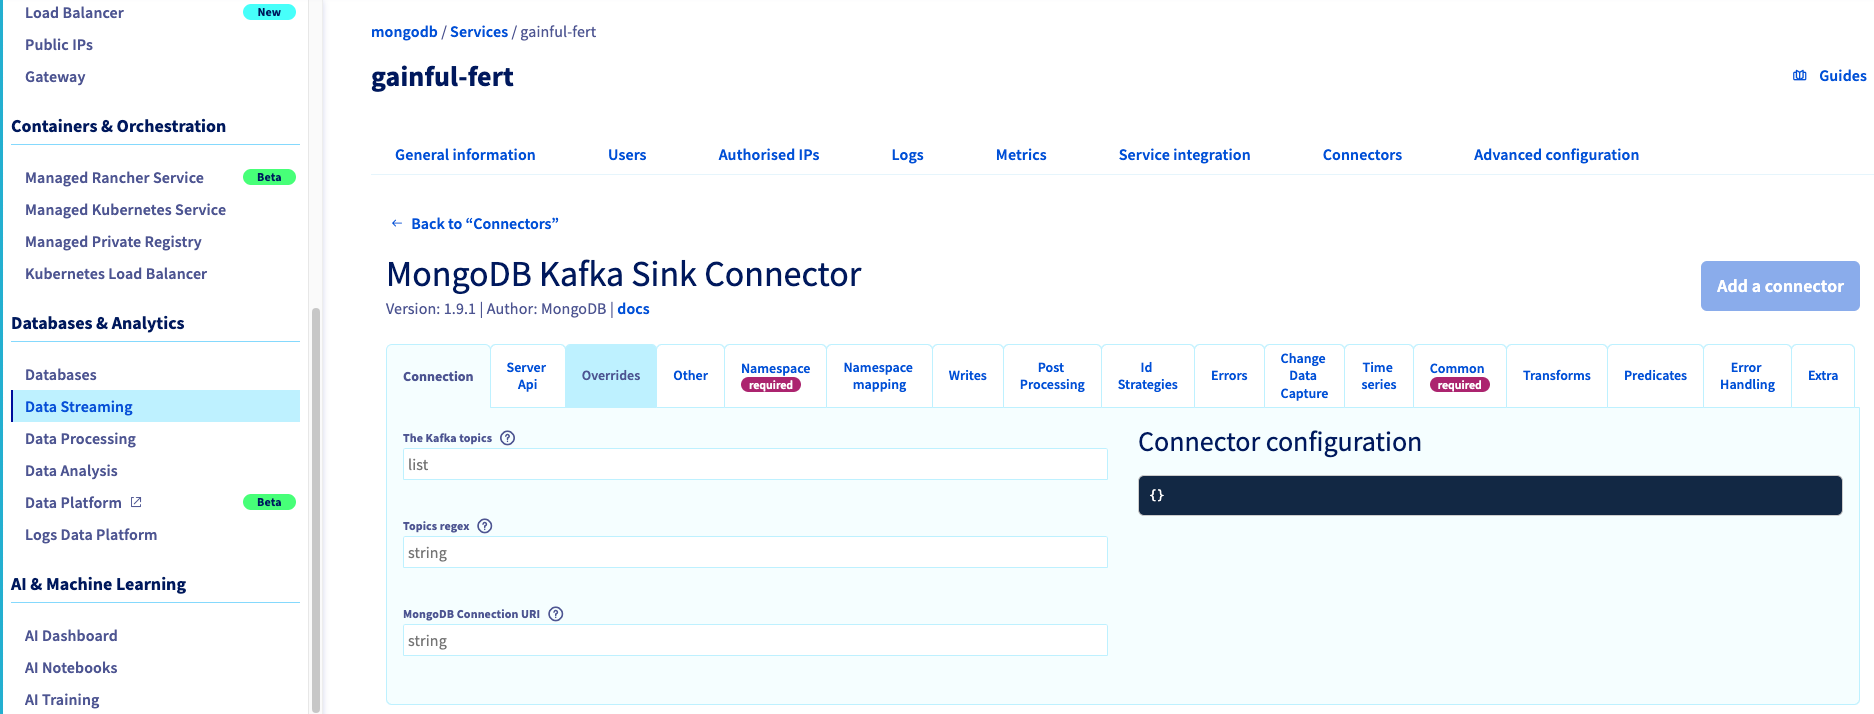 Load Balancer New
Public IPs
Gateway
Containers & Orchestration
Managed Rancher Service Beta
Managed Kubernetes Service
Managed Private Registry
Kubernetes Load Balancer
Databases & Analytics
Databases
Data Streaming
Data Processing
Data Analysis
Data Platform Beta
Logs Data Platform
AI & Machine Learning
AI Dashboard
AI Notebooks
AI Training
mongodb / Services / gainful-fert
gainful-fert
Guides
General information Users Authorised IPs Logs Metrics Service integration Connectors Advanced configuration
← Back to “Connectors”
MongoDB Kafka Sink Connector
Version: 1.9.1 | Author: MongoDB | docs
Add a connector
Connection
Server
Api
Overrides
Other
Namespace
required
Namespace
mapping
Writes
Post
Processing
Id
Strategies
Errors
Change
Data
Capture
Time
series
Common
required
Transforms
Predicates
Error
Handling
Extra
The Kafka topics ?
list
Topics regex ?
string
MongoDB Connection URI ?
string
Connector configuration
{}